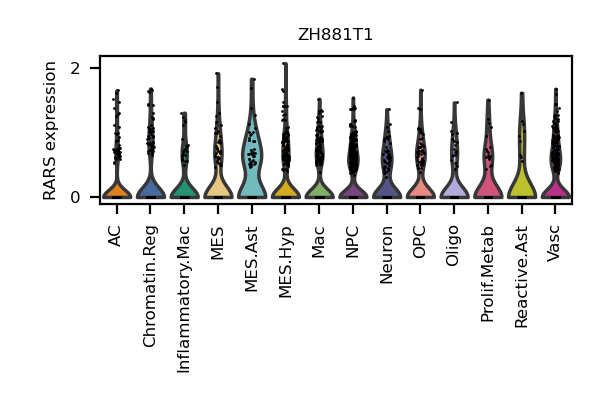 ZH881T1
RARS expression
2
0
AC
Chromatin.Reg
Inflammatory.Mac
MES
MES.Ast
MES.Hyp
Mac
NPC
Neuron
OPC
Oligo
Prolif.Metab
Reactive.Ast
Vasc